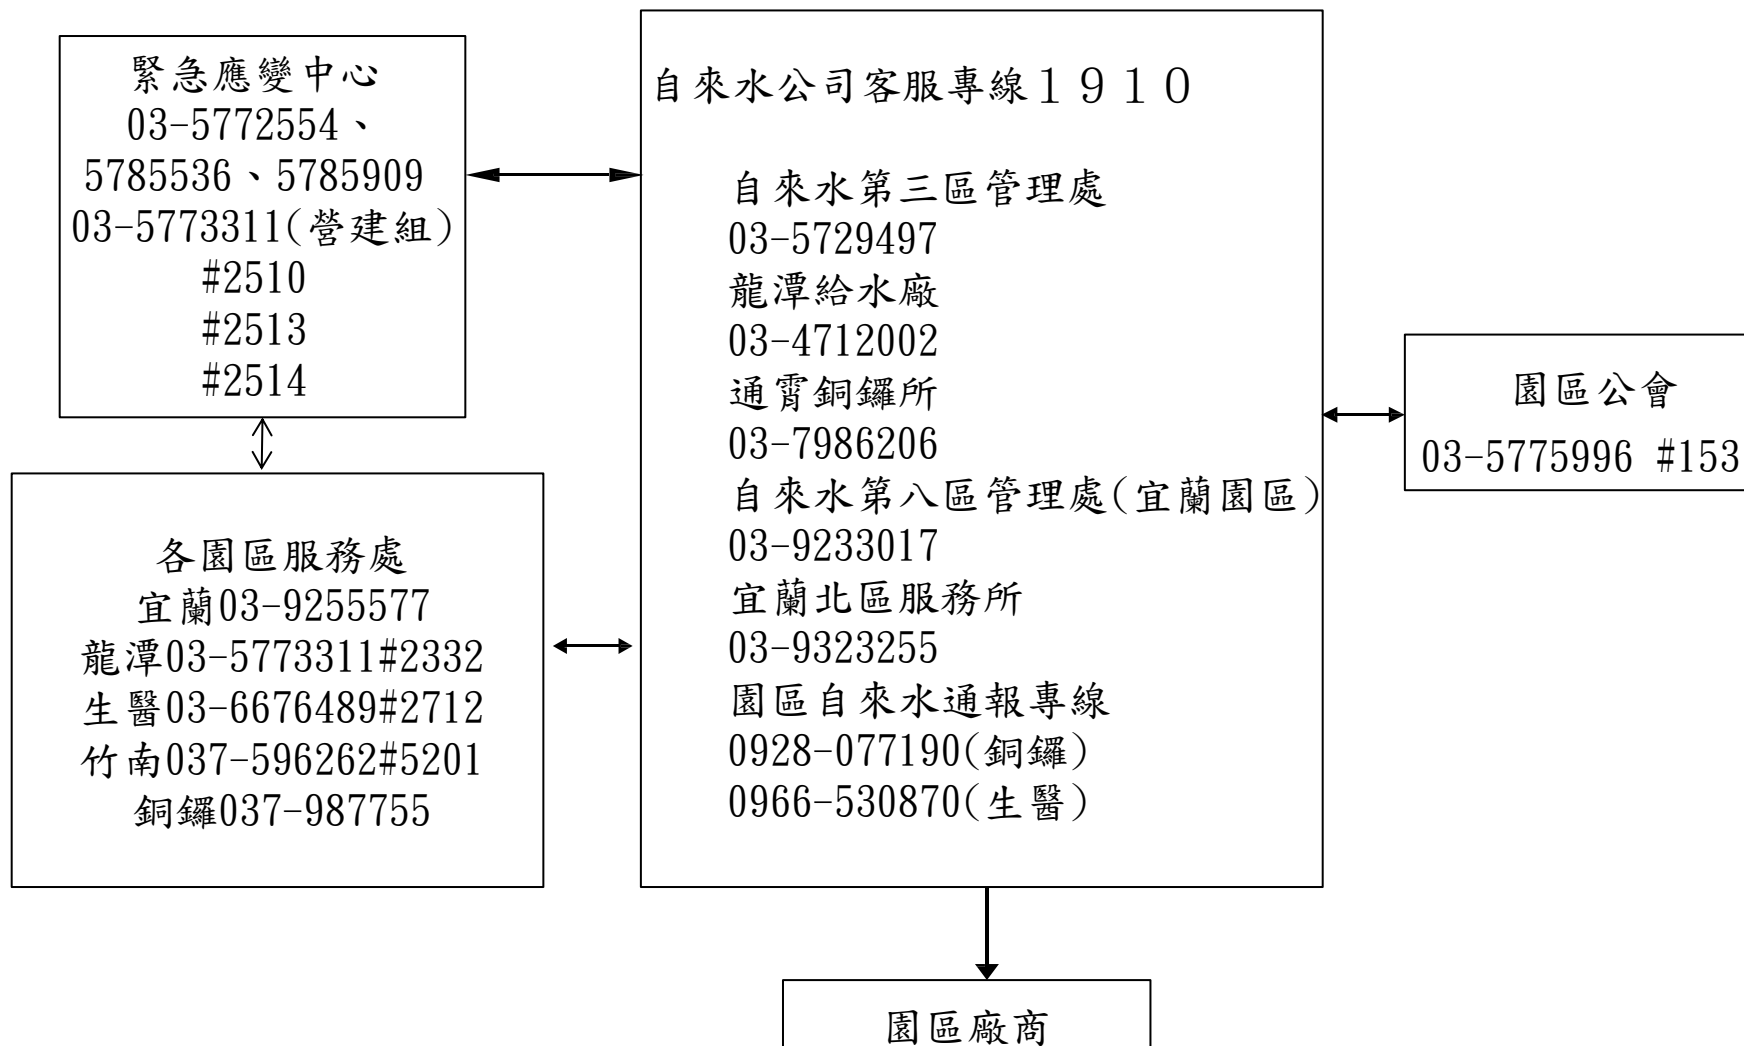 緊急應變中心
03-5772554、
5785536、5785909
03-5773311(營建組)
#2510
#2513
#2514
各園區服務處
宜蘭03-9255577
龍潭03-5773311#2332
生醫03-6676489#2712
竹南037-596262#5201
銅鑼037-987755
自來水公司客服專線１９１０
自來水第三區管理處
03-5729497
龍潭給水廠
03-4712002
通霄銅鑼所
03-7986206
自來水第八區管理處(宜蘭園區)
03-9233017
宜蘭北區服務所
03-9323255
園區自來水通報專線
0928-077190(銅鑼)
0966-530870(生醫)
園區公會
03-5775996 #153
園區廠商